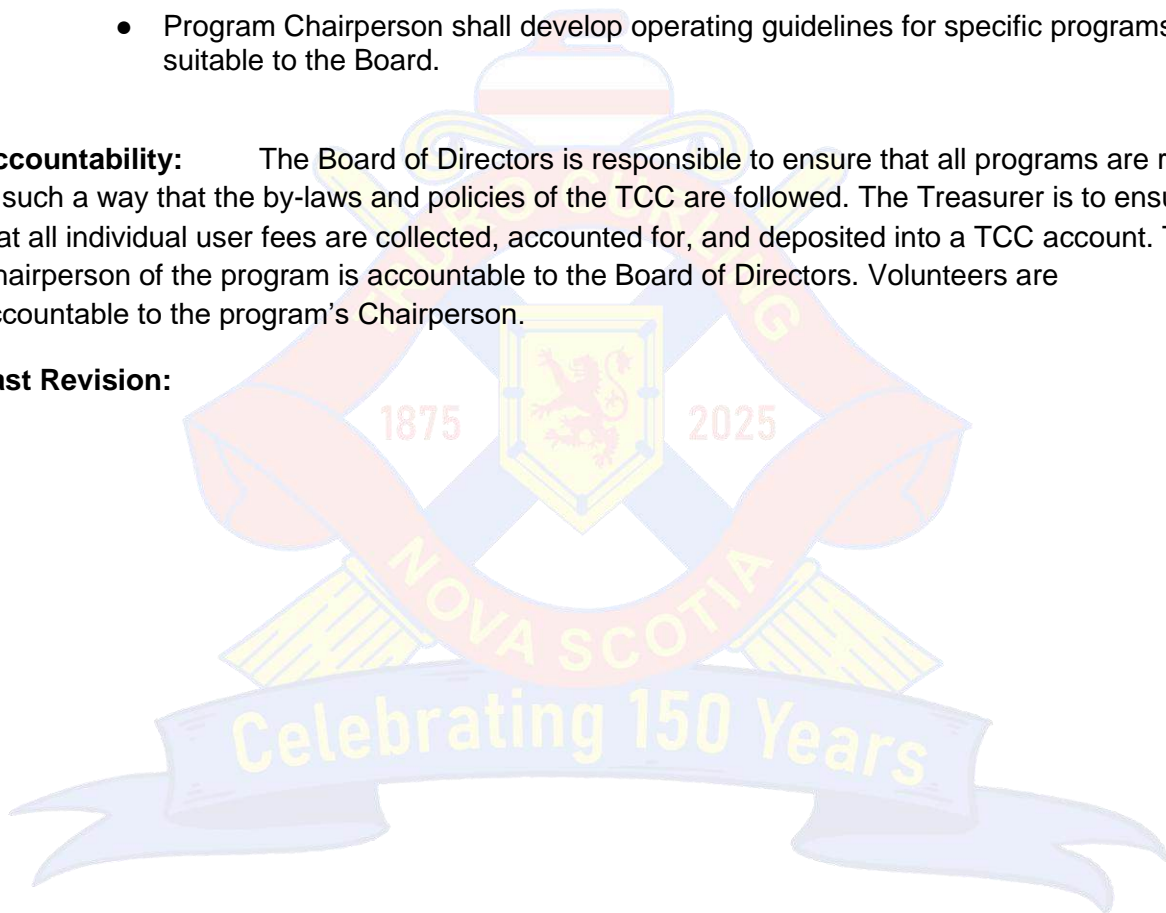 ● Program Chairperson shall develop operating guidelines for specific programs
suitable to the Board.
ccountability: The Board of Directors is responsible to ensure that all programs are r
such a way that the by-laws and policies of the TCC are followed. The Treasurer is to ensu
at all individual user fees are collected, accounted for, and deposited into a TCC account. T
hairperson of the program is accountable to the Board of Directors. Volunteers are
ccountable to the program’s Chairperson.
ast Revision:
TRURO CURLING
1875 2025
NOVA SCOTIA
Celebrating 150 Years